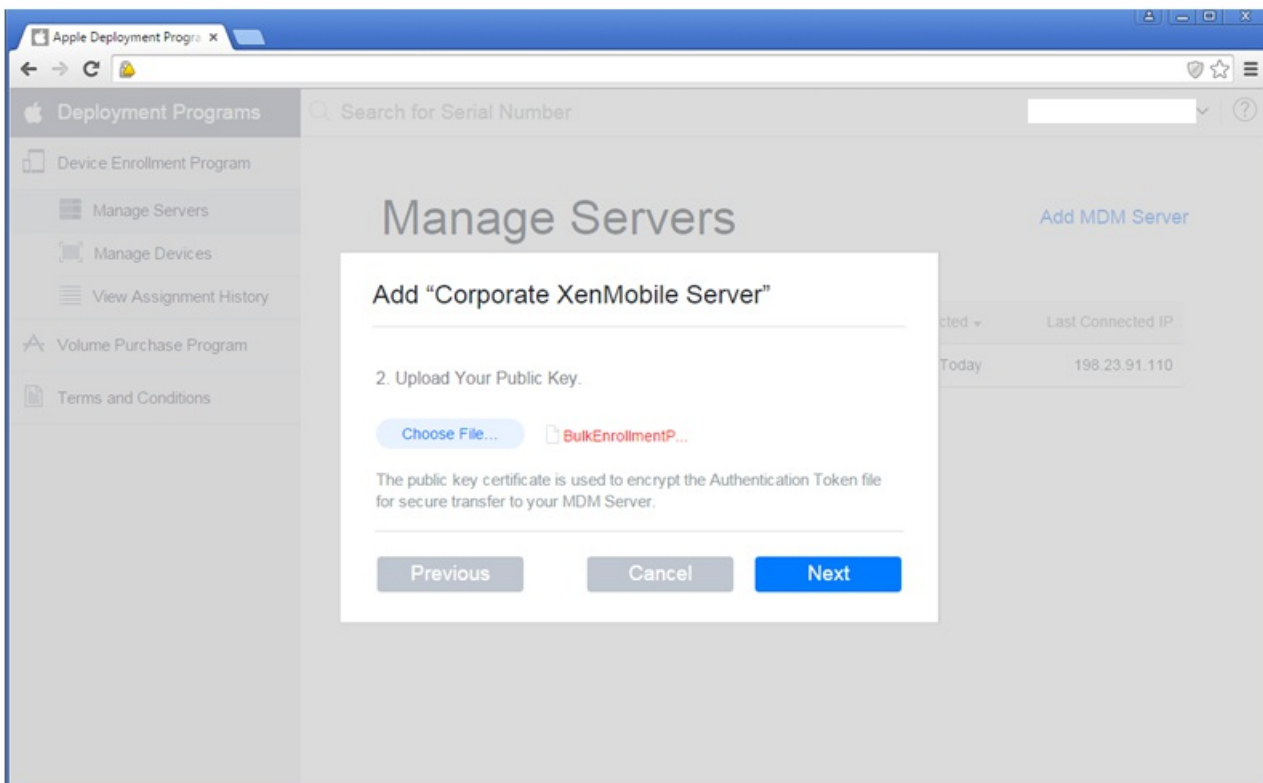 Apple Deployment Progra
Deployment Programs
Search for Serial Number
Device Enrollment Program
Manage Servers
Manage Devices
View Assignment History
Volume Purchase Program
Terms and Conditions
Manage Servers
Add MDM Server
cted
Last Connected IP
Today
198.23.91.110
Add “Corporate XenMobile Server”
2. Upload Your Public Key.
Choose File...
BulkEnrollmentP...
The public key certificate is used to encrypt the Authentication Token file
for secure transfer to your MDM Server.
Previous
Cancel
Next